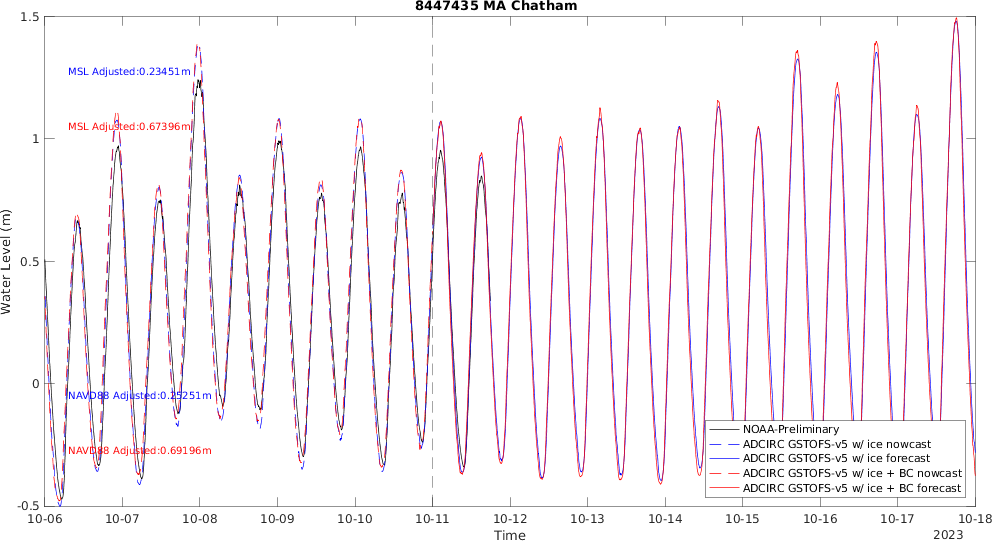 8447435 MA Chatham
1.5
1
0.5
0
-0.5
Water Level (m)
MSL Adjusted:0.23451m
MSL Adjusted:0.67396m
NAVD88 Adjusted:0.25251m
NAVD88 Adjusted:0.69196m
NOAA-Preliminary
ADCIRC GSTOFS-v5 w/ ice nowcast
ADCIRC GSTOFS-v5 w/ ice forecast
ADCIRC GSTOFS-v5 w/ ice + BC nowcast
ADCIRC GSTOFS-v5 w/ ice + BC forecast
10-06 10-07 10-08 10-09 10-10 10-11 10-12 10-13 10-14 10-15 10-16 10-17 10-18
Time
2023